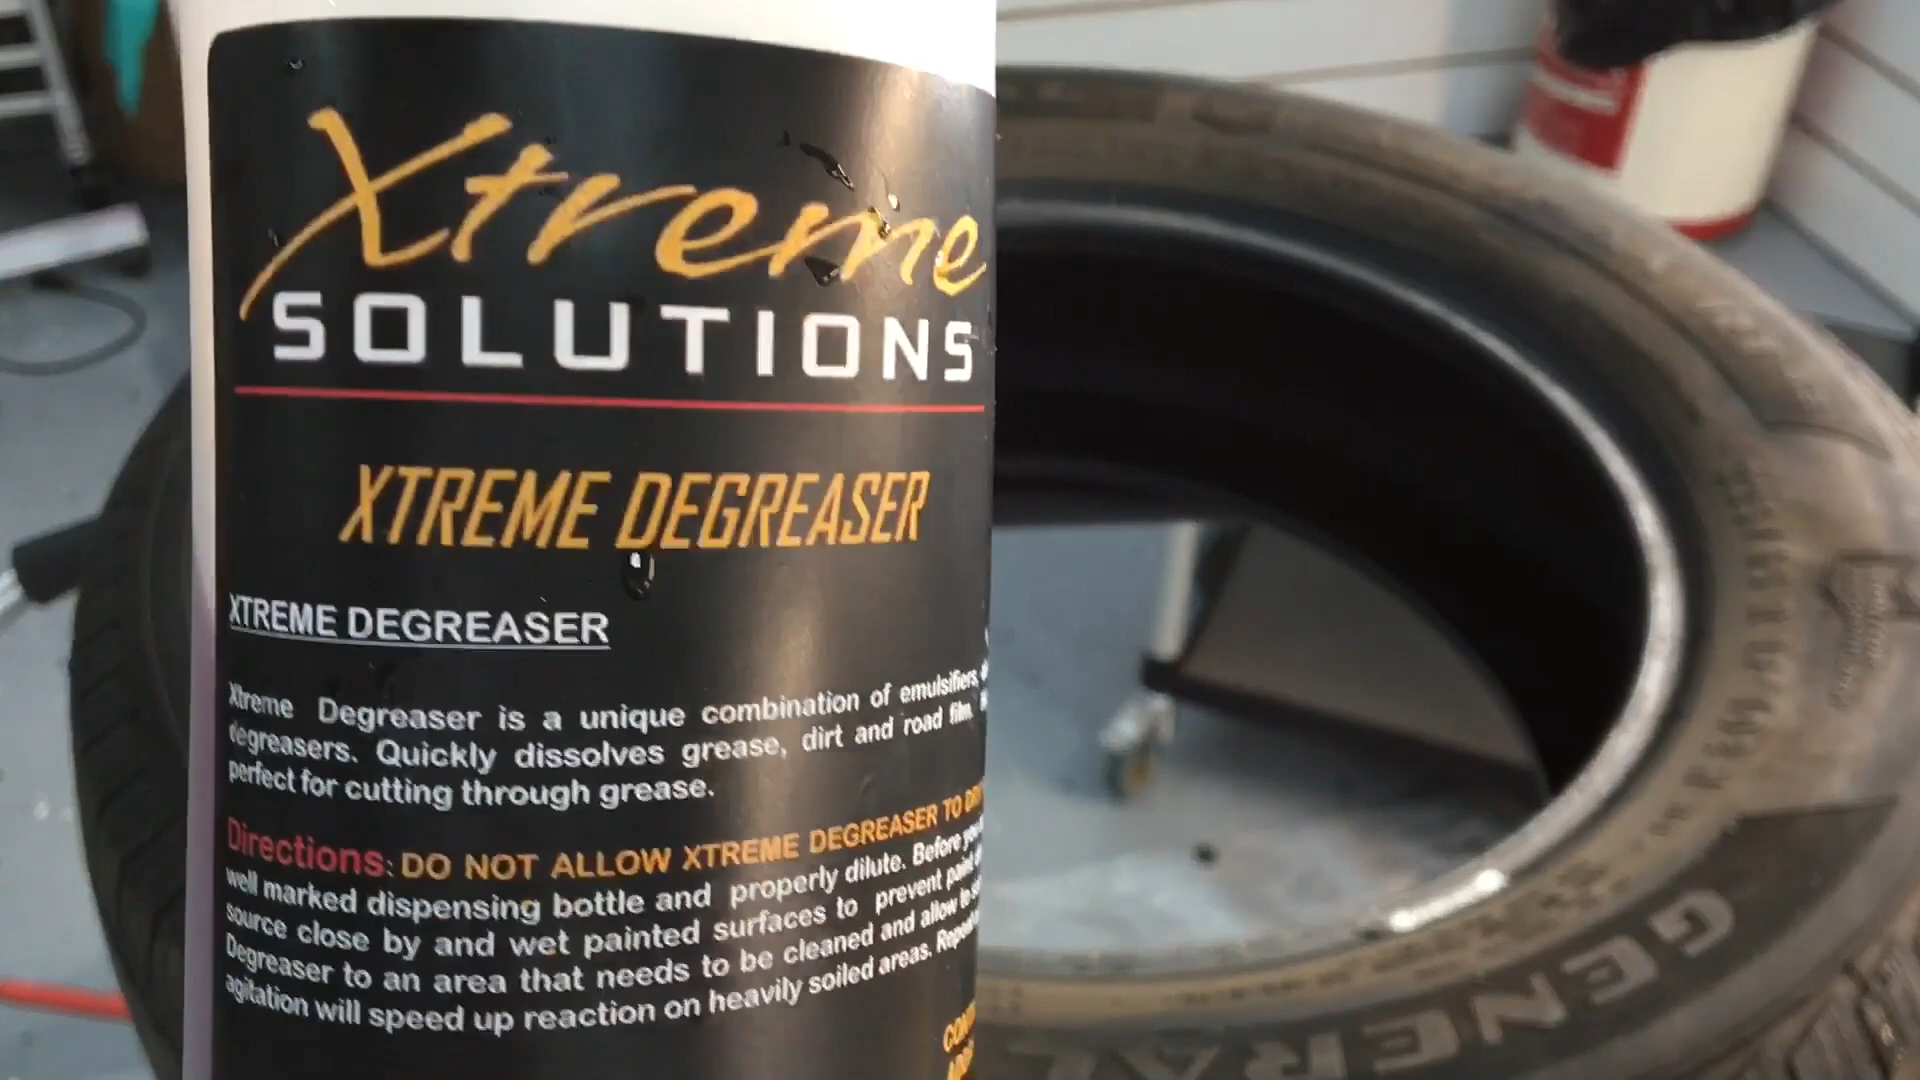 Xtreme
SOLUTIONS
XTREME DEGREASER
XTREME DEGREASER
Xtreme Degreaser is a unique combination of emulsifiers,
degreasers. Quickly dissolves grease, dirt and road film.
perfect for cutting through grease.
Directions: DO NOT ALLOW XTREME DEGREASER TO
well marked dispensing bottle and properly dilute. Before
source close by and wet painted surfaces to prevent paint
Degreaser to an area that needs to be cleaned and allow to
agitation will speed up reaction on heavily soiled areas.
GENERAL